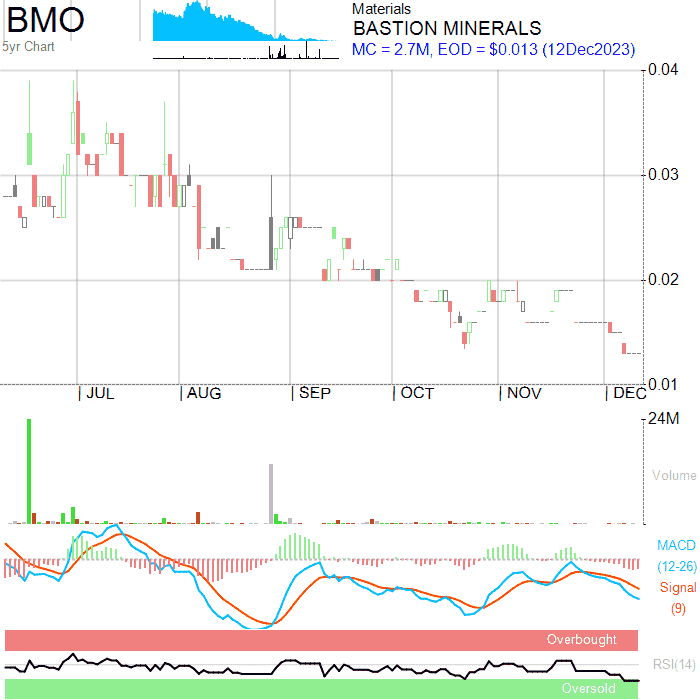 BMO
5yr Chart
Materials
BASTION MINERALS
MC = 2.7M, EOD = $0.013 (12Dec2023)
0.04
0.03
0.02
0.01
JUL
AUG
SEP
OCT
NOV
DEC
24M
Volume
MACD
(12-26)
Signal
(9)
Overbought
RSI(14)
Oversold